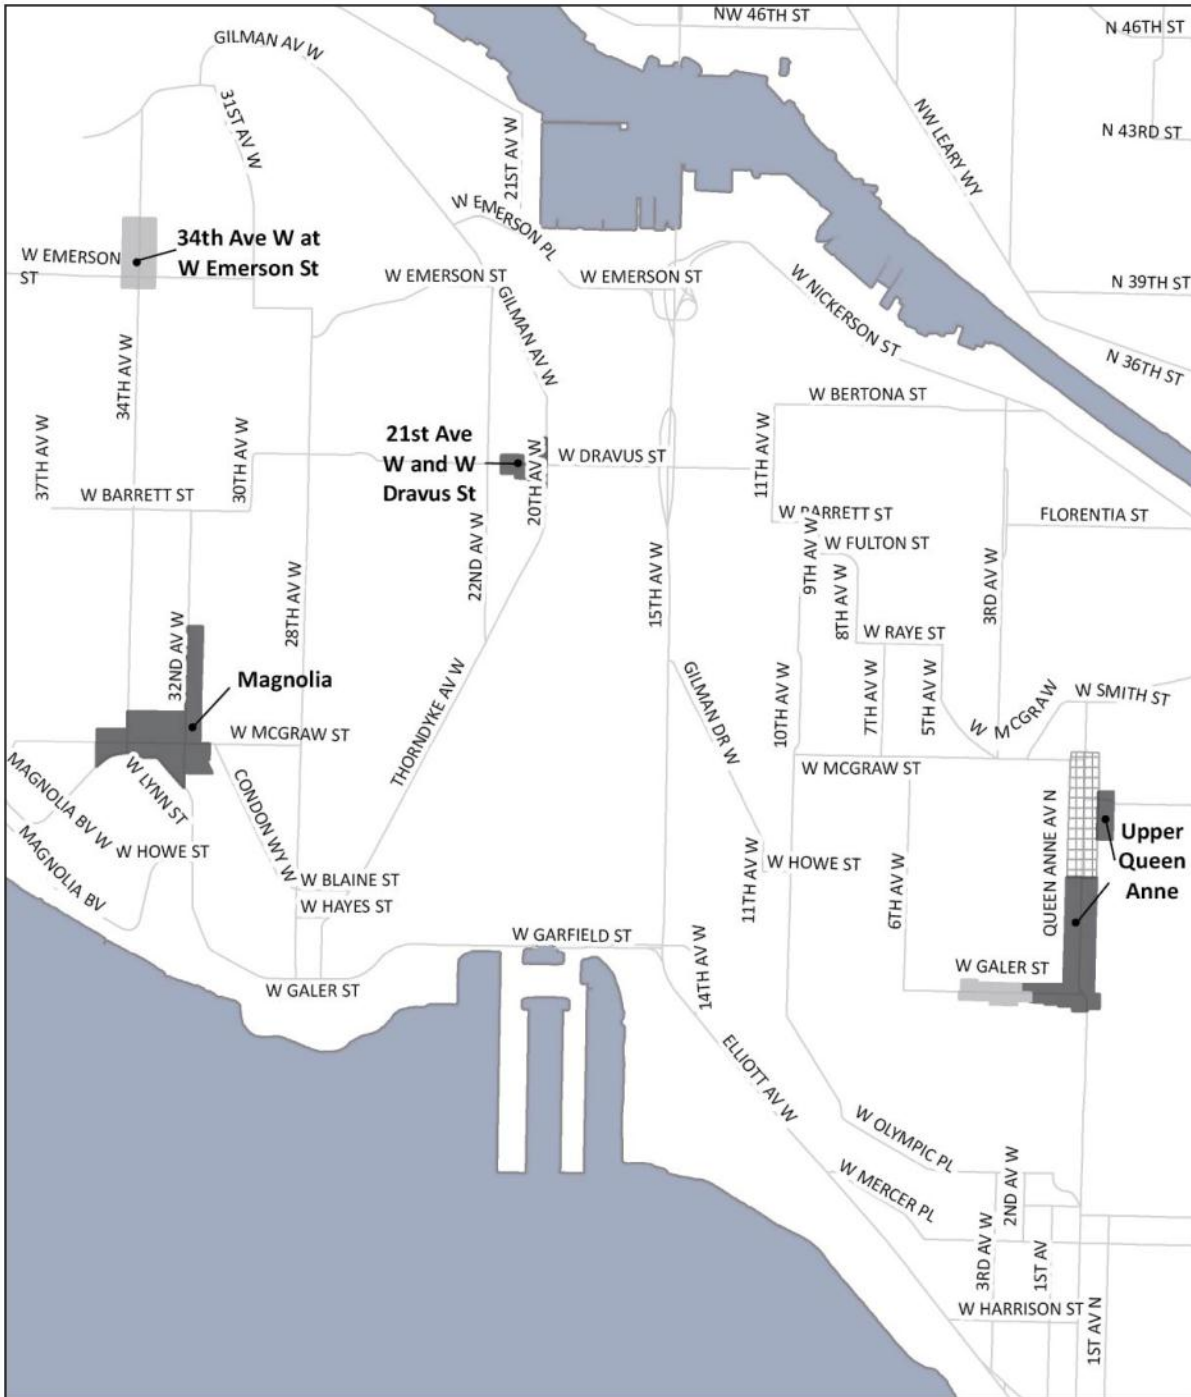 NW 46TH ST
N 46TH ST
GILMAN AV W
31ST AV W
21ST AV W
NW LEARY WY
N 43RD ST
W EMERSON PL
34th Ave W at
W Emerson St
W EMERSON
ST
W EMERSON ST
W EMERSON ST
W NICKERSON ST
N 39TH ST
GILMAN AV W
N 36TH ST
34TH AV W
W BERTONA ST
37TH AV W
30TH AV W
21st Ave
W and W
Dravus St
20TH AV W
W DRAVUS ST
11TH AV W
W BARRETT ST
W BARRETT ST
FLORENTIA ST
9TH AV W
W FULTON ST
22ND AV W
28TH AV W
15TH AV W
8TH AV W
3RD AV W
W RAYE ST
32ND AV W
Magnolia
GILMAN DR W
10TH AV W
7TH AV W
5TH AV W
W MCGRAW
W SMITH ST
W MCGRAW ST
THORNDYKE AV W
W MCGRAW ST
W LYNN ST
MAGNOLIA BV W
CONDON WY W
W HOWE ST
MAGNOLIA BV
W BLAINE ST
W HAYES ST
11TH AV W
W HOWE ST
6TH AV W
QUEEN ANNE AV N
Upper
Queen
Anne
W GARFIELD ST
W GALER ST
14TH AV W
W GALER ST
ELLIOTT AV W
W OLYMPIC PL
W MERCER PL
2ND AV W
3RD AV W
1ST AV
W HARRISON ST
1ST AV N